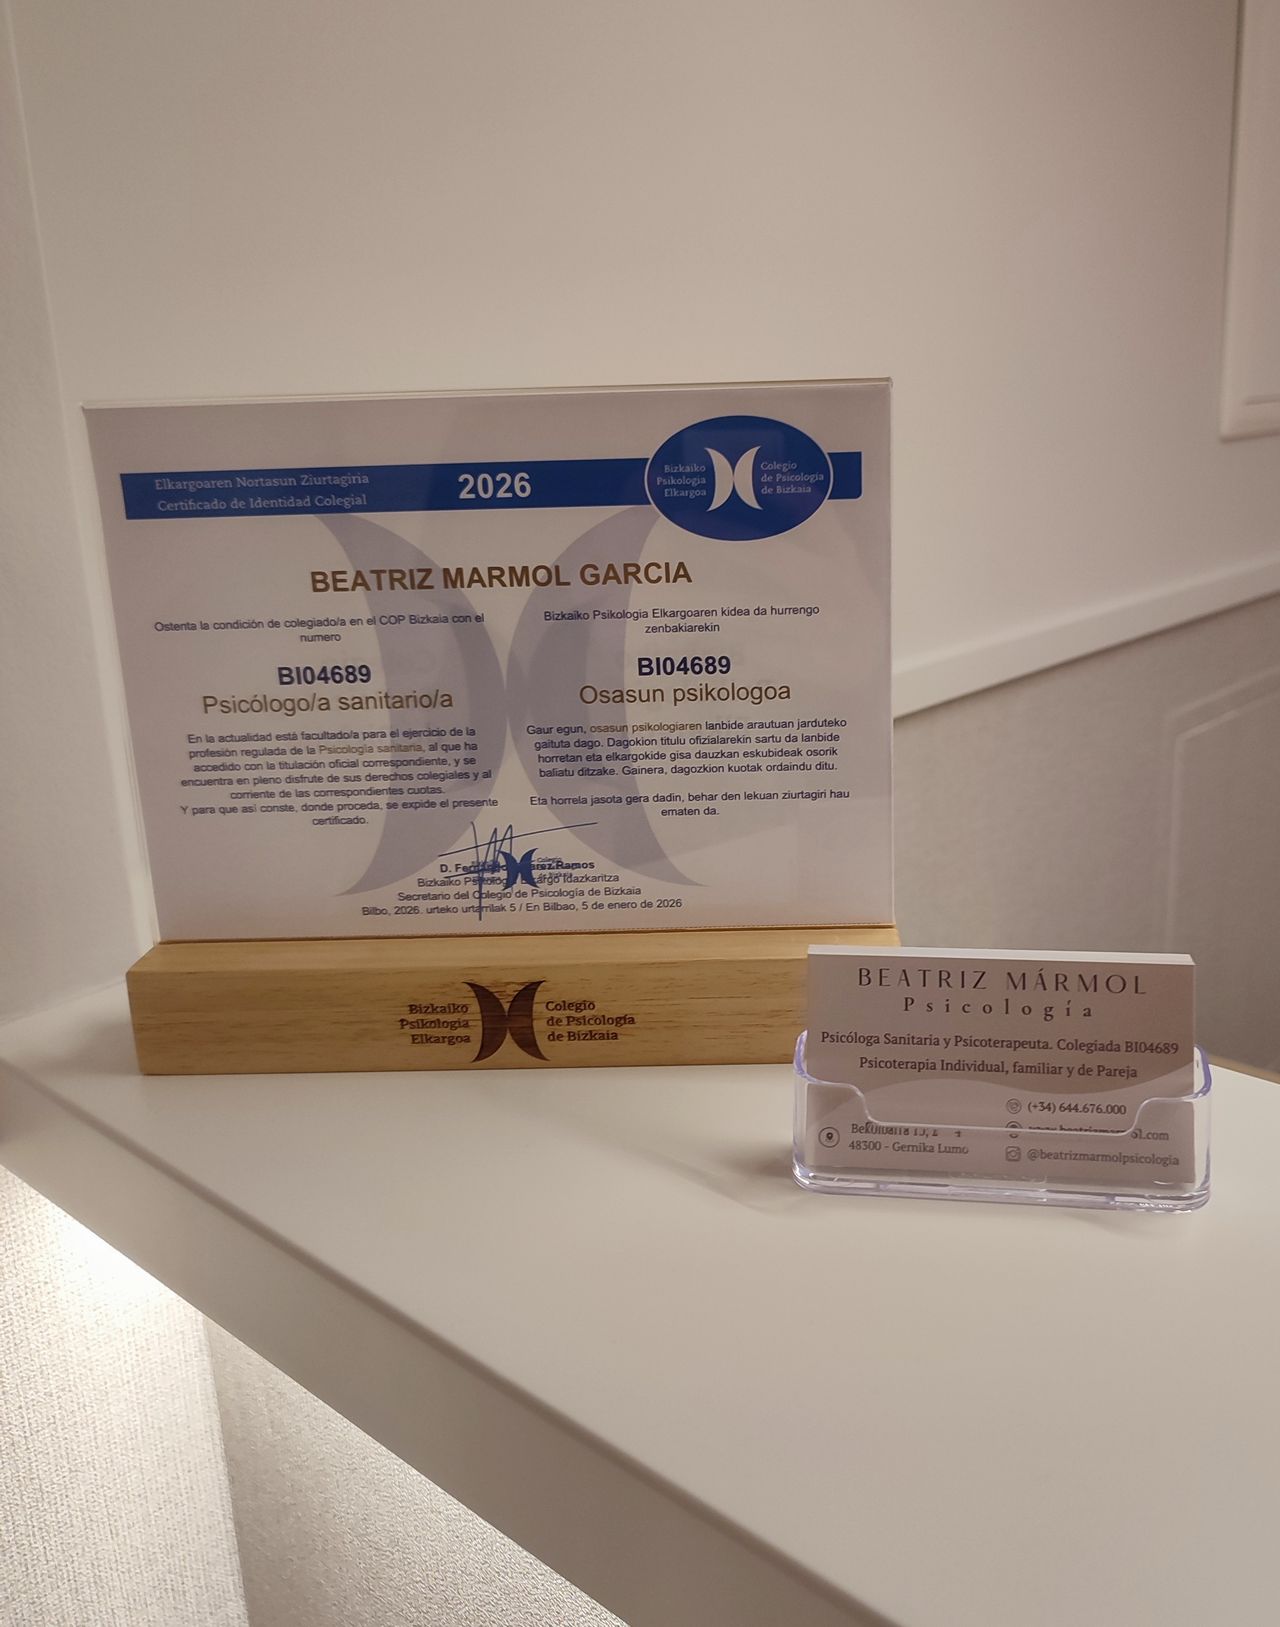 Elkargoaren Nortasun Ziurtagiria
Certificado de Identidad Colegial
2026
Bizkaiko
Psikologia
Elkargoa
Colegio
de Psicología
de Bizkaia
BEATRIZ MARMOL GARCIA
Ostenta la condición de colegiado/a en el COP Bizkaia con el
numero
BI04689
Psicólogo/a sanitario/a
En la actualidad está facultado/a para el ejercicio de la
profesión regulada de la Psicología sanitaria, al que ha
accedido con la titulación oficial correspondiente, y se
encuentra en pleno disfrute de sus derechos colegiales y al
corriente de las correspondientes cuotas.
Y para que así conste, donde proceda, se expide el presente
certificado.
Bizkaiko Psikologia Elkargoaren kidea da hurrengo
zenbakiarekin
BI04689
Osasun psikologoa
Gaur egun, osasun psikologiaren lanbide arautuan jarduteko
gaituta dago. Dagokion titulu ofizialarekin sartu da lanbide
horretan eta elkargokide gisa dauzkan eskubideak osorik
baliatu ditzake. Gainera, dagozkion kuotak ordaindu ditu.
Eta horrela jasota gera dadin, behar den lekuan ziurtagiri hau
ematen da.
D. Ramos
Bizkaiko Idazkaritza
Secretario del Colegio de Psicología de Bizkaia
Bilbo, 2026. urteko urtarrilak 5 / En Bilbao, 5 de enero de 2026
Bizkaiko
Psikologia
Elkargoa
Colegio
de Psicología
de Bizkaia
BEATRIZ MÁRMOL
Psicología
Psicóloga Sanitaria y Psicoterapeuta. Colegiada BI04689
Psicoterapia Individual, familiar y de Pareja
(+34) 644.676.000
48300 - Gernika Lumo
@beatrizmarmolpsicologia